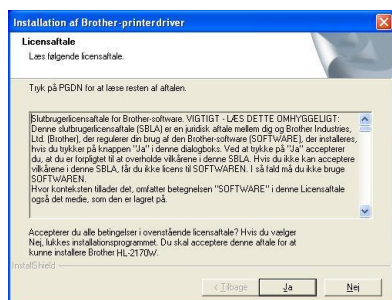 Installation af Brother-printerdriver
Licensaftale
Læs følgende licensaftale.
Tryk på PGDN for at læse resten af aftalen.
Slutbrugerlicensaftale for Brother-software. VIGTIGT - LÆS DETTE OMHYGGELIGT:
Denne slutbrugerlicensaftale (SBLA) er en juridisk aftale mellem dig og Brother Industries,
Ltd. (Brother), der regulerer din brug af den Brother-software (SOFTWARE), der installeres,
hvis du trykker på knappen "Ja" i denne dialogboks. Ved at trykke på "Ja" accepterer
du, at du er forpligtet til at overholde vilkårene i denne SBLA. Hvis du ikke kan acceptere
vilkårene i denne SBLA, får du ikke licens til SOFTWAREN. I så fald må du ikke bruge
SOFTWAREN.
Hvor konteksten tillader det, omfatter betegnelsen "SOFTWARE" i denne Licensaftale
også det medie, som den er lagret på.
Accepterer du alle betingelser i ovenstående licensaftale? Hvis du vælger
Nej, lukkes installationsprogrammet. Du skal acceptere denne aftale for at
kunne installere Brother HL-2170W.
InstallShield
< Tilbage Ja Nej